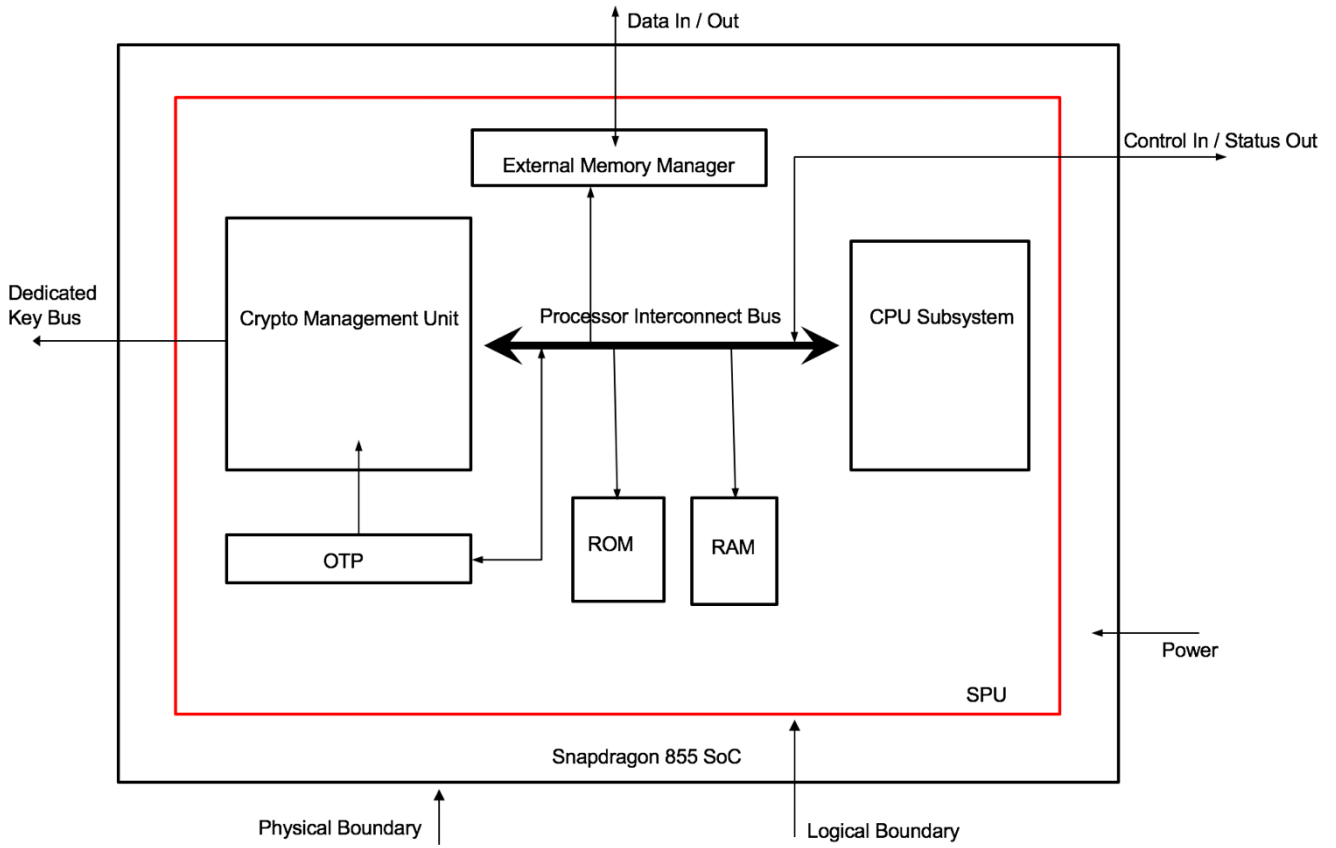 Data In / Out
Control In / Status Out
External Memory Manager
Dedicated
Key Bus
Crypto Management Unit
Processor Interconnect Bus
CPU Subsystem
ROM
RAM
OTP
Power
SPU
Snapdragon 855 SoC
Physical Boundary
Logical Boundary